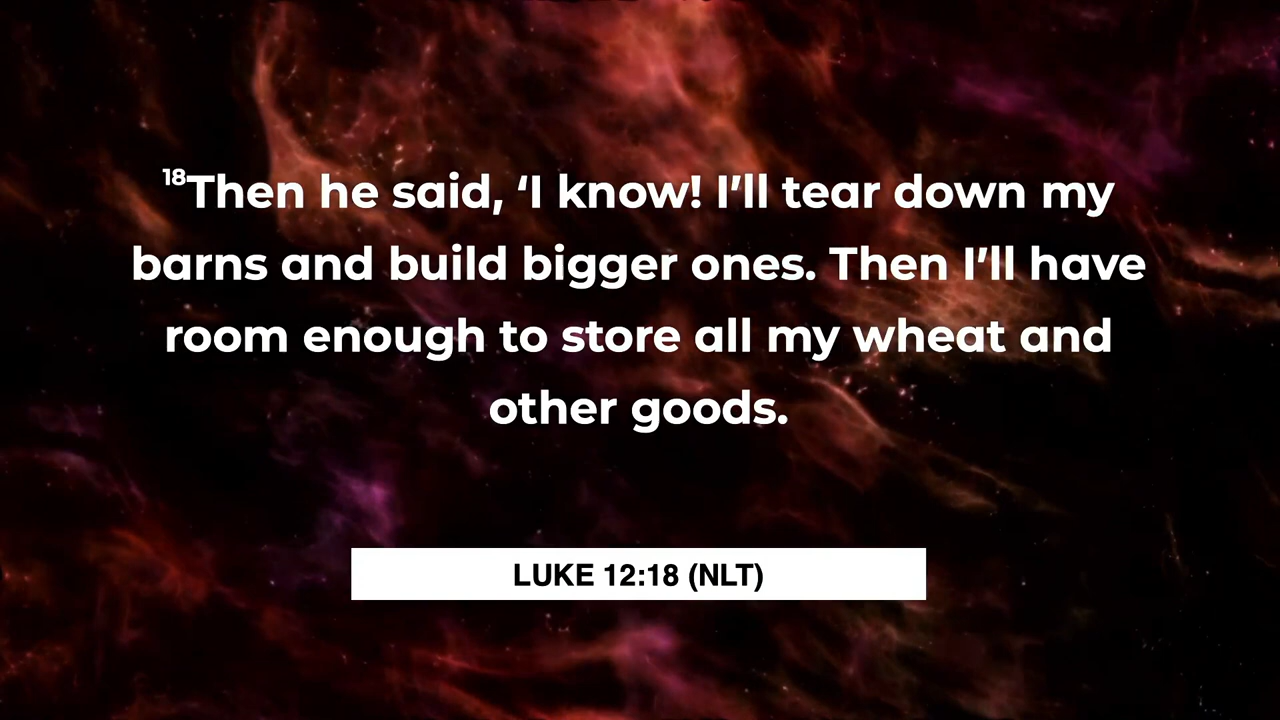 18Then he said, ‘I know! I’ll tear down my
barns and build bigger ones. Then I’ll have
room enough to store all my wheat and
other goods.
LUKE 12:18 (NLT)